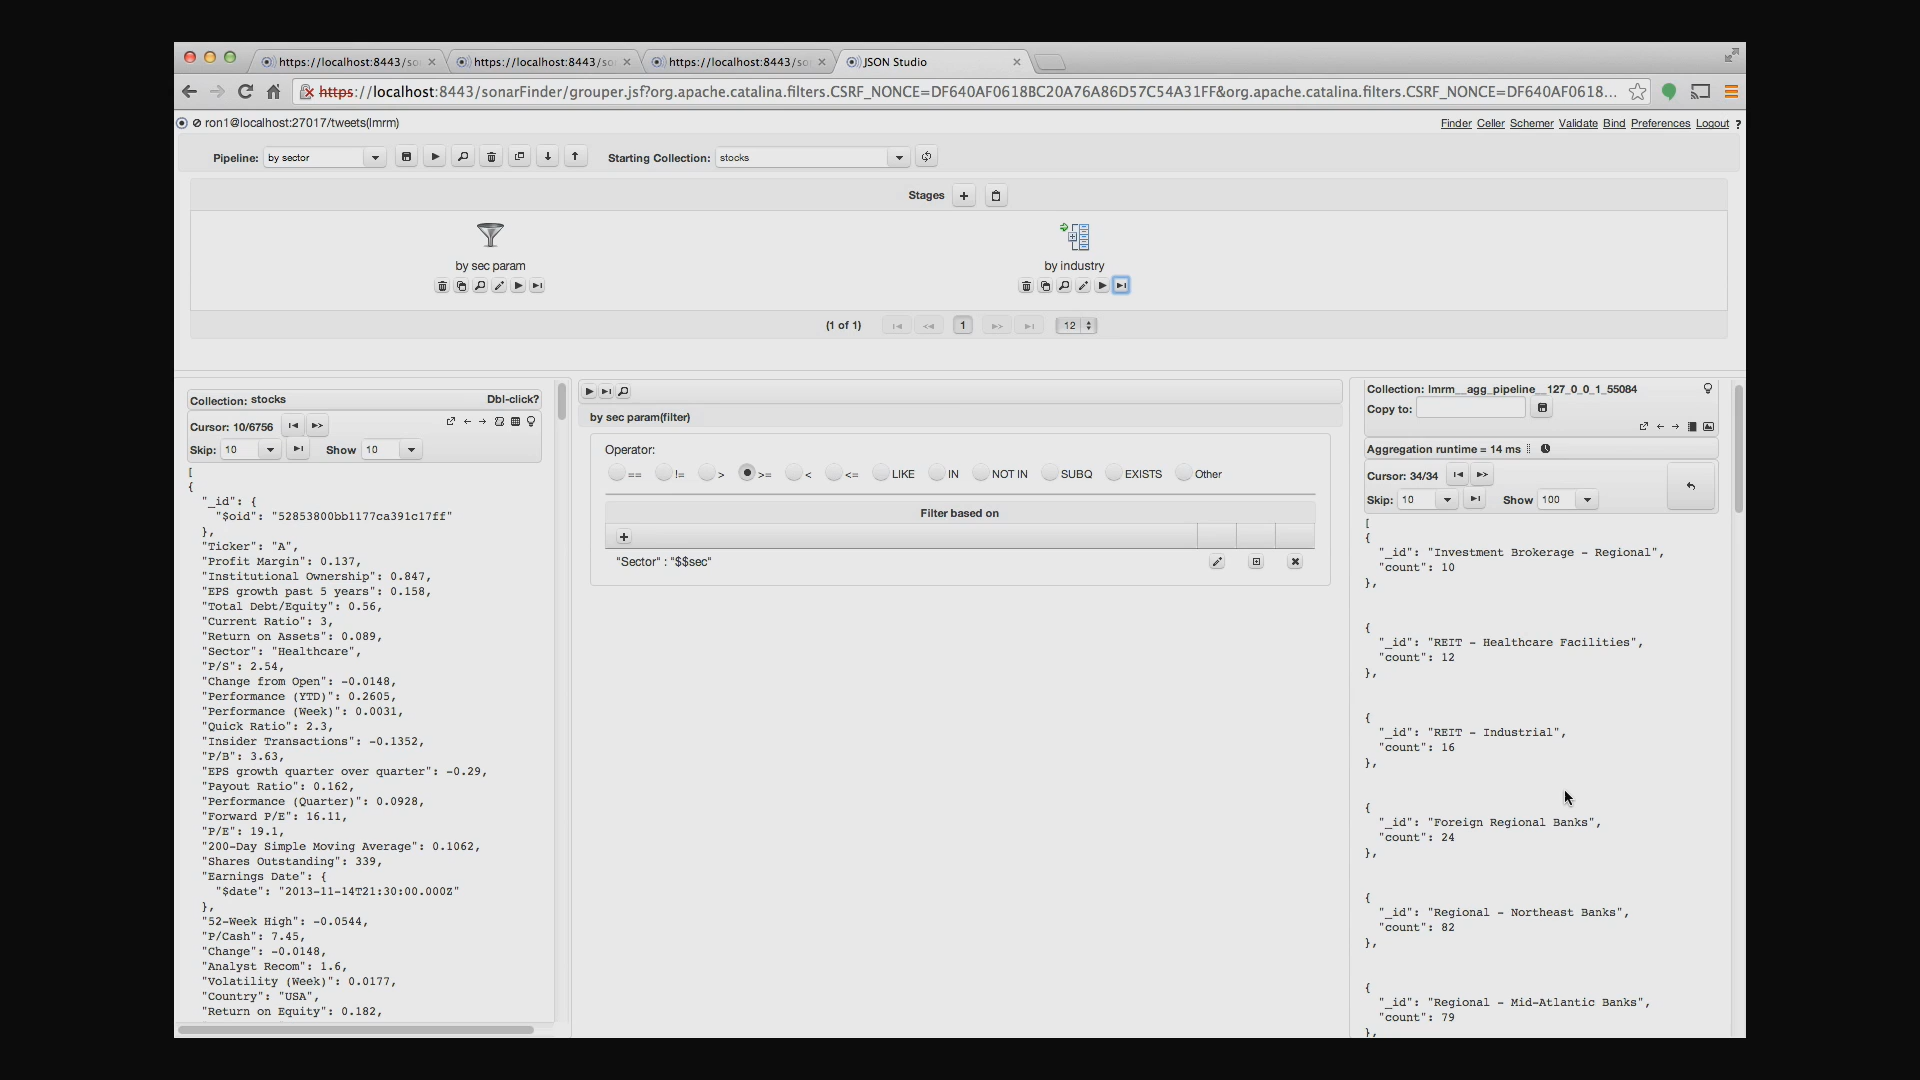 https://localhost:8443/so
https://localhost:8443/so
https://localhost:8443/so
JSON Studio
https://localhost:8443/sonarFinder/grouper.jsf?org.apache.catalina.filters.CSRF_NONCE=DF640AF0618BC20A76A86D57C54A31FF&org.apache.catalina.filters.CSRF_NONCE=DF640AF0618...
ron1@localhost:27017/tweets(lmrm)
Finder Celler Schemer Validate Bind Preferences Logout ?
Pipeline: by sector
Starting Collection: stocks
Stages
by sec param
by industry
(1 of 1) 1 12
Collection: stocks Dbl-click?
Cursor: 10/6756
Skip: 10 Show 10
[
{
"_id": {
"$oid": "52853800bb1177ca391c17ff"
},
"Ticker": "A",
"Profit Margin": 0.137,
"Institutional Ownership": 0.847,
"EPS growth past 5 years": 0.158,
"Total Debt/Equity": 0.56,
"Current Ratio": 3,
"Return on Assets": 0.089,
"Sector": "Healthcare",
"P/S": 2.54,
"Change from Open": -0.0148,
"Performance (YTD)": 0.2605,
"Performance (Week)": 0.0031,
"Quick Ratio": 2.3,
"Insider Transactions": -0.1352,
"P/B": 3.63,
"EPS growth quarter over quarter": -0.29,
"Payout Ratio": 0.162,
"Performance (Quarter)": 0.0928,
"Forward P/E": 16.11,
"P/E": 19.1,
"200-Day Simple Moving Average": 0.1062,
"Shares Outstanding": 339,
"Earnings Date": {
"$date": "2013-11-14T21:30:00.000Z"
},
"52-Week High": -0.0544,
"P/Cash": 7.45,
"Change": -0.0148,
"Analyst Recom": 1.6,
"Volatility (Week)": 0.0177,
"Country": "USA",
"Return on Equity": 0.182,
by sec param(filter)
Operator:
== != > >= < <= LIKE IN NOT IN SUBQ EXISTS Other
Filter based on
"Sector" : "$$sec"
Collection: lmrm__agg_pipeline__127_0_0_1_55084
Copy to:
Aggregation runtime = 14 ms
Cursor: 34/34
Skip: 10 Show 100
[
{
"_id": "Investment Brokerage - Regional",
"count": 10
},
{
"_id": "REIT - Healthcare Facilities",
"count": 12
},
{
"_id": "REIT - Industrial",
"count": 16
},
{
"_id": "Foreign Regional Banks",
"count": 24
},
{
"_id": "Regional - Northeast Banks",
"count": 82
},
{
"_id": "Regional - Mid-Atlantic Banks",
"count": 79
},